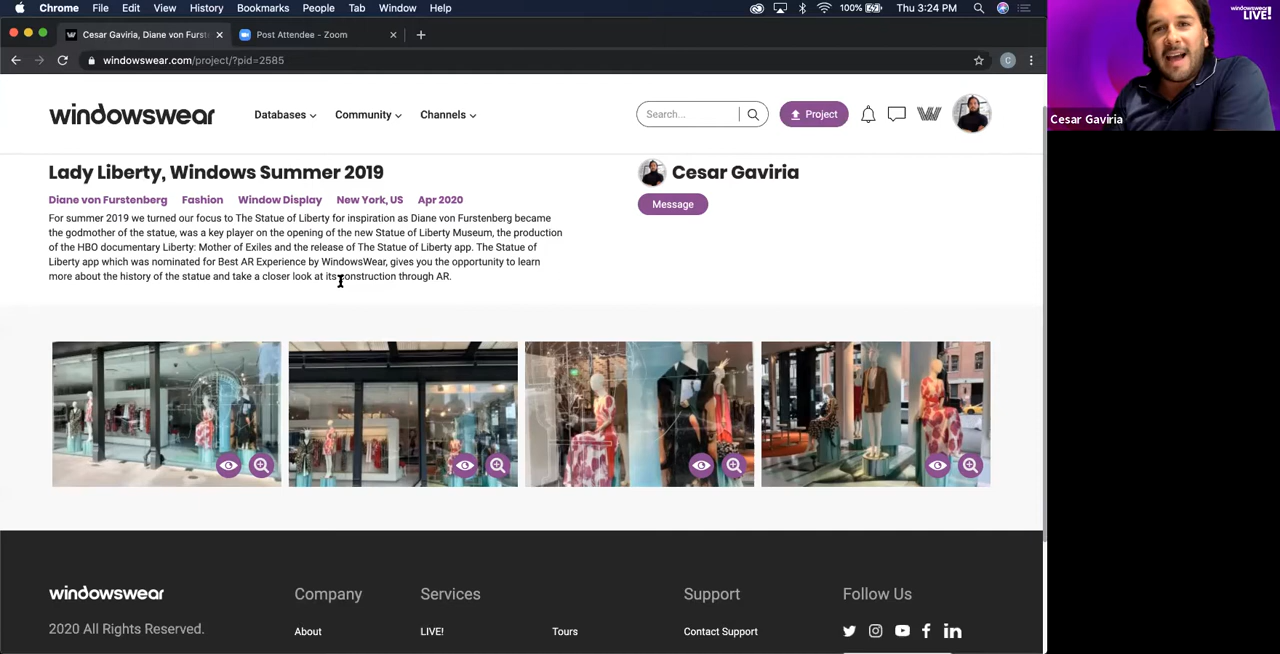 Chrome File Edit View History Bookmarks People Tab Window Help 100% Thu 3:24 PM
Cesar Gaviria, Diane von Furst Post Attendee - Zoom
windowswear.com/project/?pid=2585 C
windowswear LIVE!
Cesar Gaviria
windowswear Databases Community Channels Search... Project
Lady Liberty, Windows Summer 2019
Diane von Furstenberg Fashion Window Display New York, US Apr 2020
For summer 2019 we turned our focus to The Statue of Liberty for inspiration as Diane von Furstenberg became
the godmother of the statue, was a key player on the opening of the new Statue of Liberty Museum, the production
of the HBO documentary Liberty: Mother of Exiles and the release of The Statue of Liberty app. The Statue of
Liberty app which was nominated for Best AR Experience by WindowsWear, gives you the opportunity to learn
more about the history of the statue and take a closer look at its construction through AR.
Cesar Gaviria
Message
windowswear
2020 All Rights Reserved.
Company
About
Services
LIVE! Tours
Support
Contact Support
Follow Us